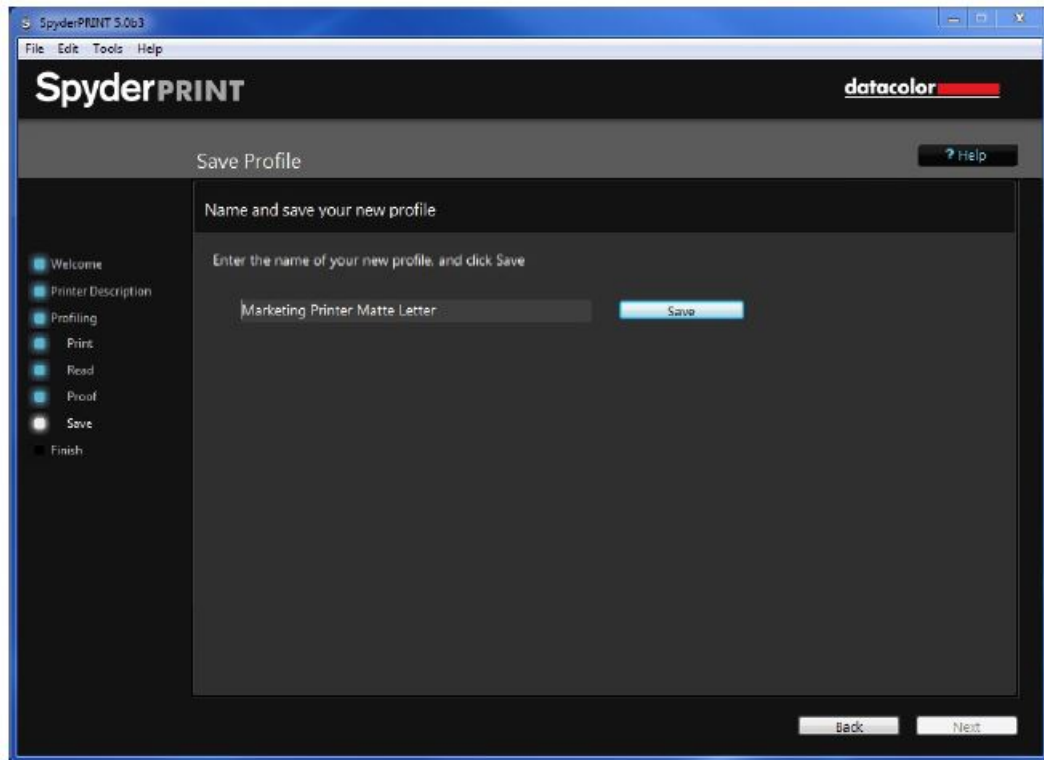 SpyderPRINT 5.0b3
File Edit Tools Help
SpyderPRINT
datacolor
Save Profile
? Help
Name and save your new profile
Enter the name of your new profile, and click Save
Marketing Printer Matte Letter
Save
Welcome
Printer Description
Profiling
Print
Read
Proof
Save
Finish
Back
Next